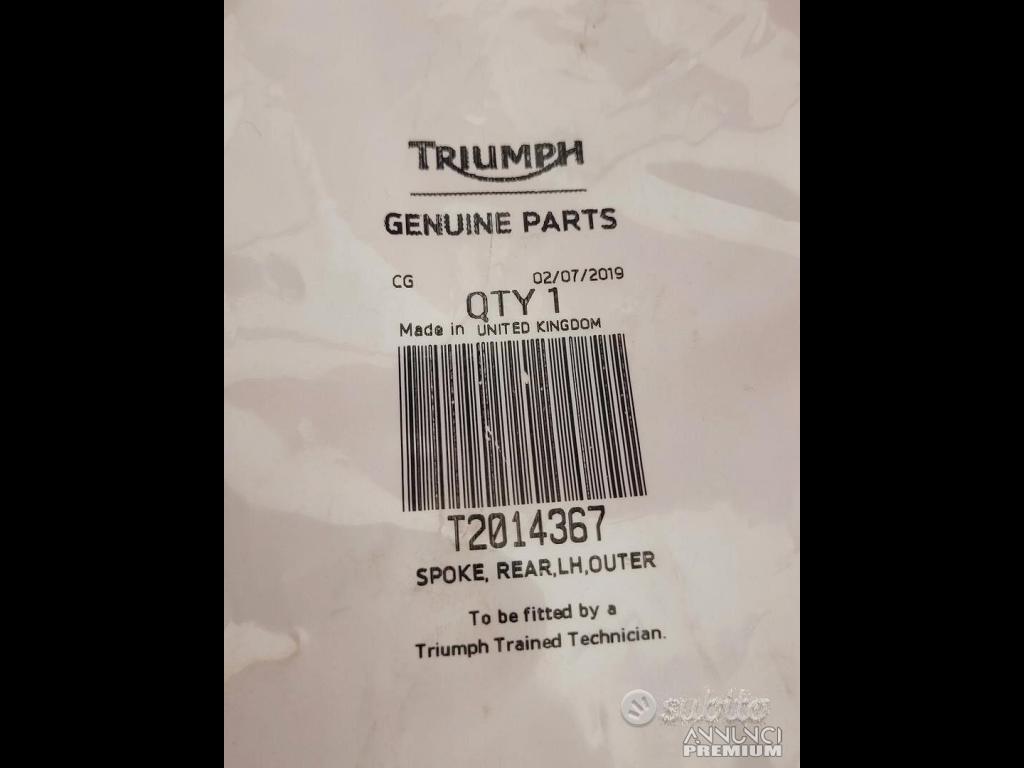 TRIUMPH
GENUINE PARTS
CG 02/07/2019
QTY 1
Made in UNITED KINGDOM
T2014367
SPOKE, REAR,LH,OUTER
To be fitted by a
Triumph Trained Technician.
subito
ANNUNCI
PREMIUM